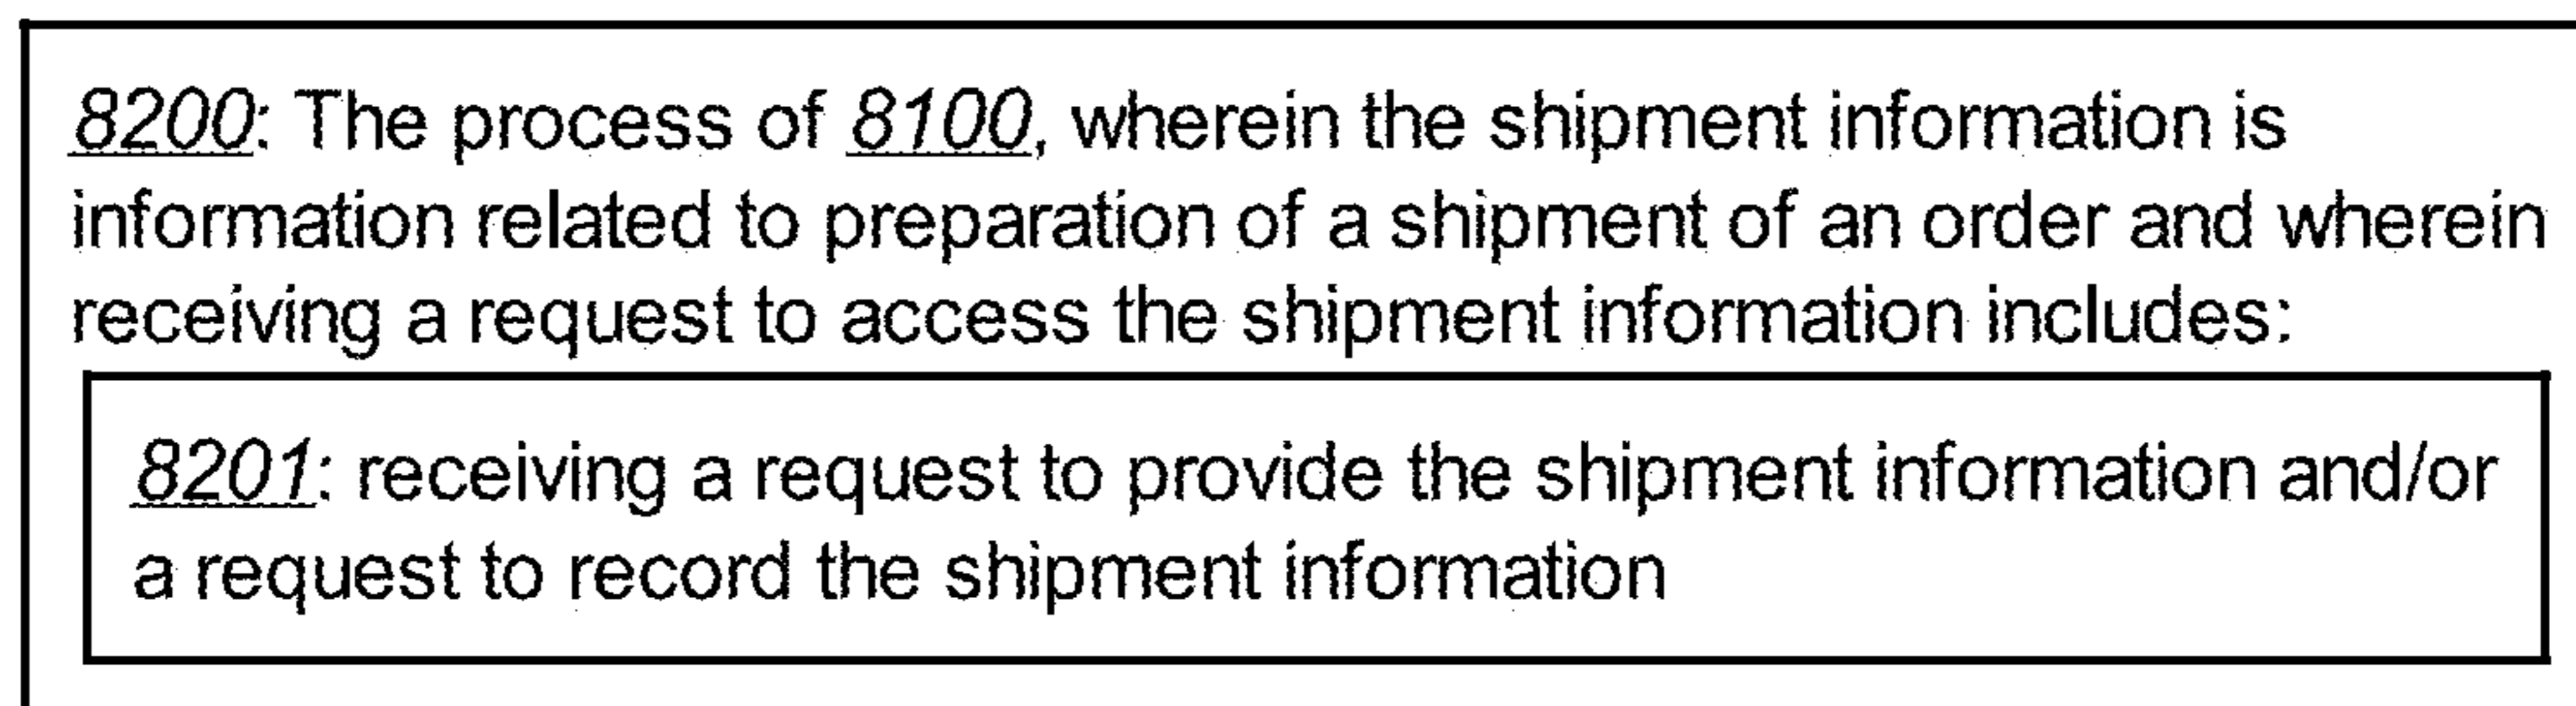 8200: The process of 8100, wherein the shipment information is
information related to preparation of a shipment of an order and wherein
receiving a request to access the shipment information includes:
8201: receiving a request to provide the shipment information and/or
a request to record the shipment information